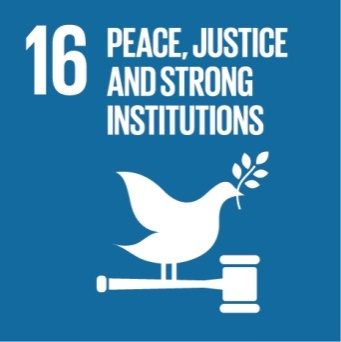 16 PEACE, JUSTICE
AND STRONG
INSTITUTIONS